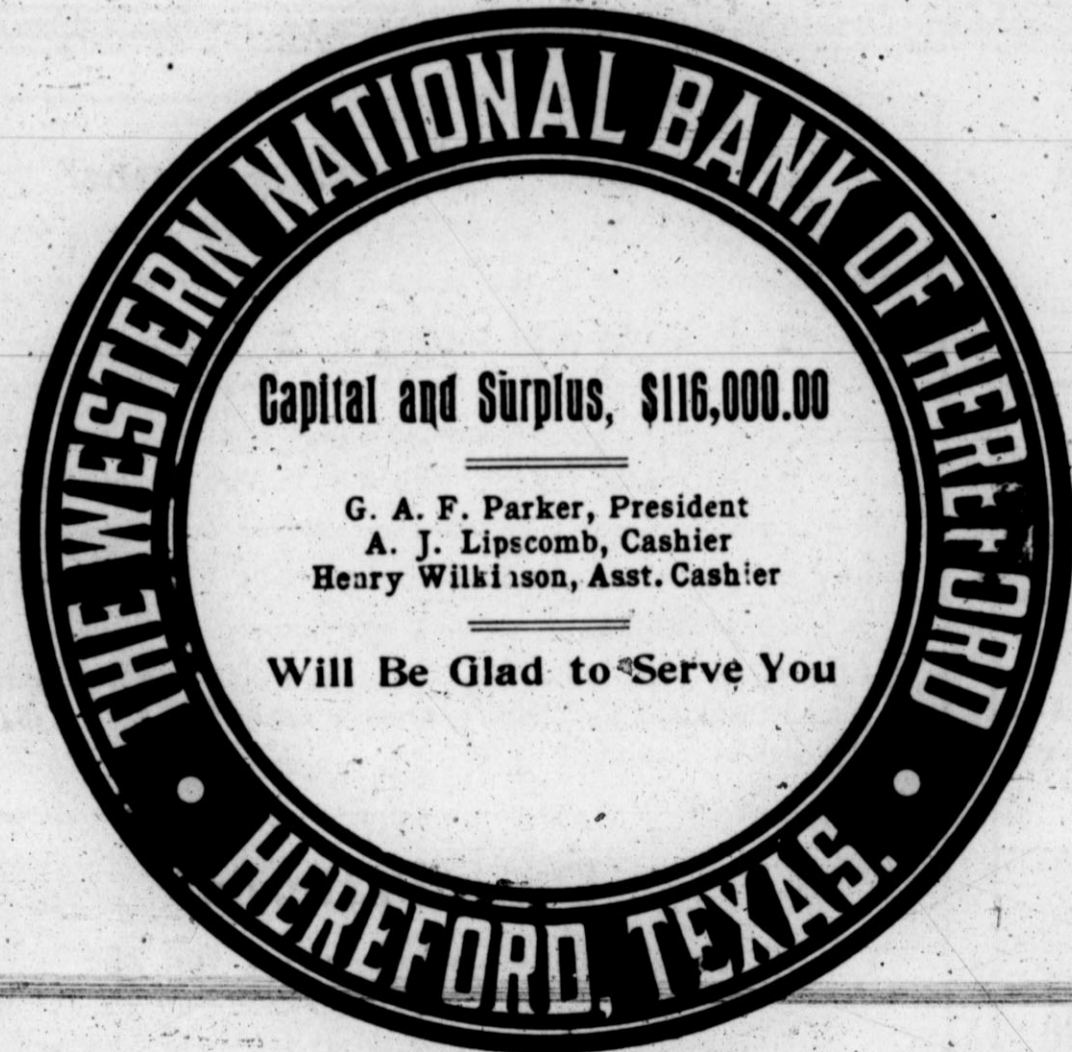 THE WESTERN NATIONAL BANK OF HEREFORD
Capital and Surplus, $116,000.00
G. A. F. Parker, President
A. J. Lipscomb, Cashier
Henry Wilkinson, Asst. Cashier
Will Be Glad to Serve You
HEREFORD, TEXAS.